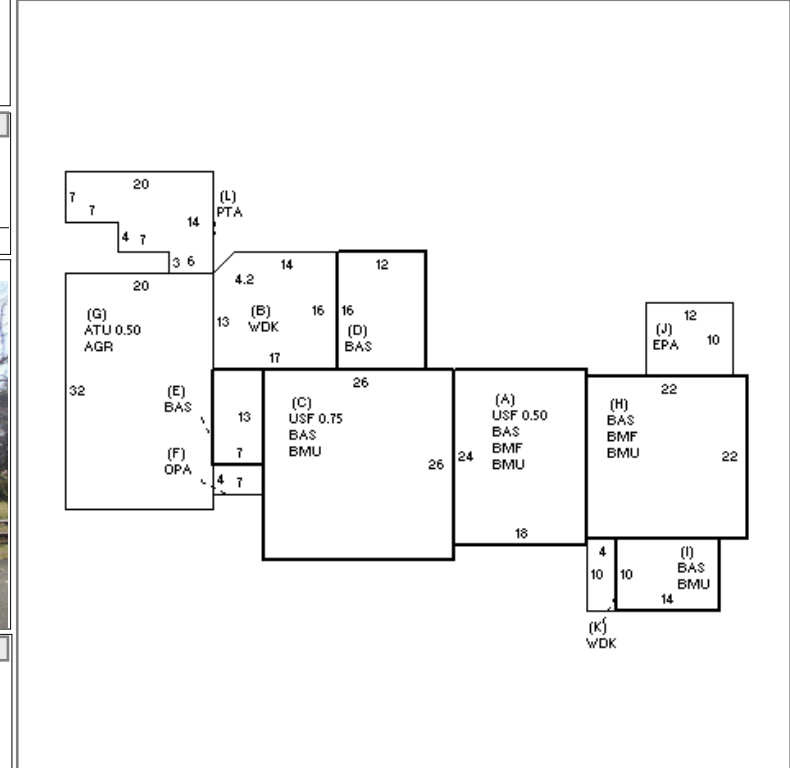 20
7
7
(L)
PTA
14
4
7
3
6
20
(G)
ATU 0.50
AGR
32
14
4.2
(B)
WDK
16
13
17
12
16
(D)
BAS
12
(J)
EPA
10
(E)
BAS
13
7
(F)
OPA
4
7
26
(C)
USF 0.75
BAS
BMU
26
(A)
USF 0.50
BAS
BMF
BMU
24
18
22
(H)
BAS
BMF
BMU
22
4
10
10
(I)
BAS
BMU
14
(K)
WDK